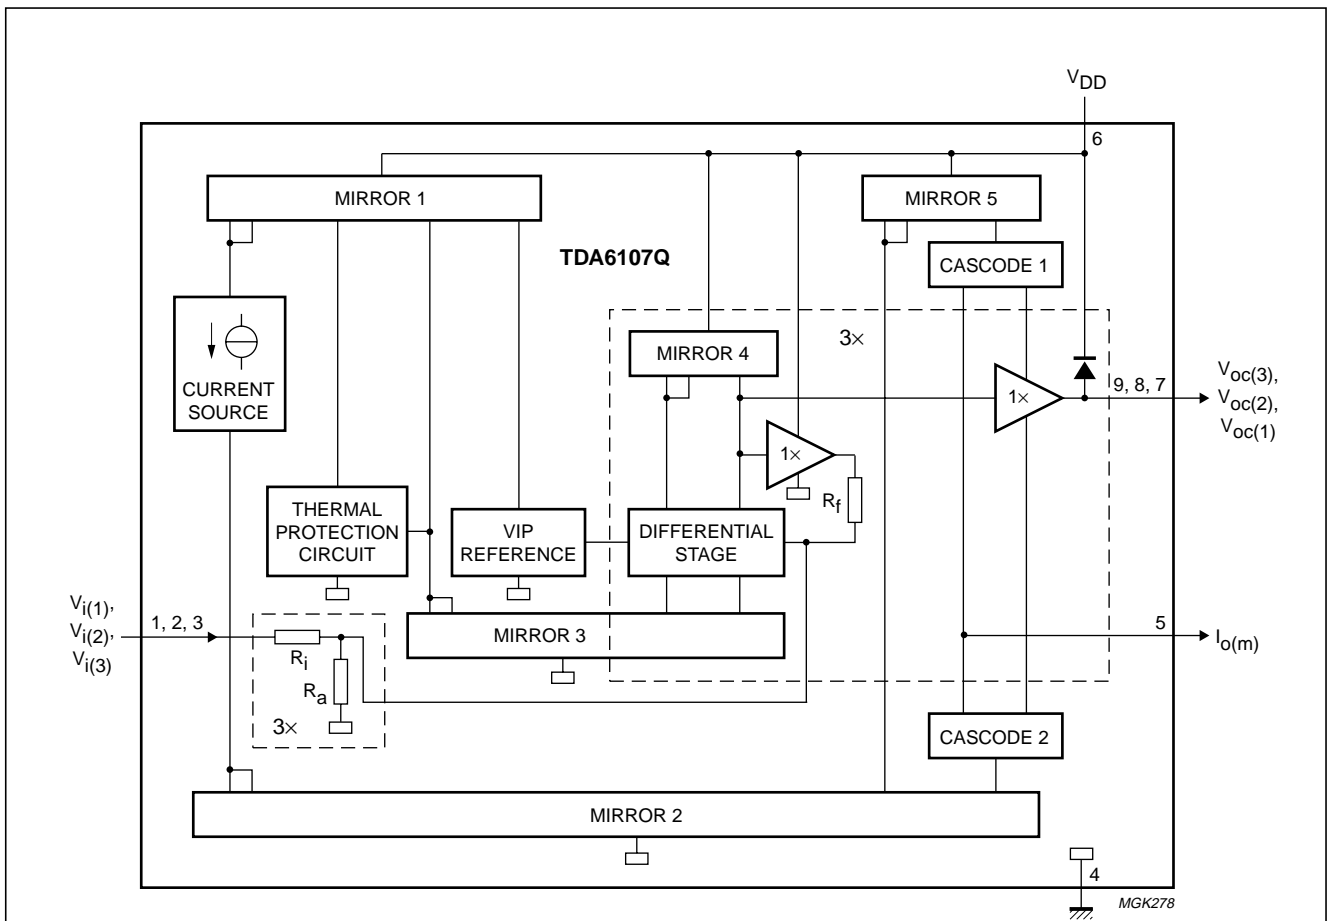 VDD
6
MIRROR 1
MIRROR 5
TDA6107Q
CASCODE 1
3×
MIRROR 4
CURRENT
SOURCE
1×
9, 8, 7
Voc(3),
Voc(2),
Voc(1)
1×
Rf
THERMAL
PROTECTION
CIRCUIT
VIP
REFERENCE
DIFFERENTIAL
STAGE
Vi(1),
Vi(2),
Vi(3)
1, 2, 3
Ri
Ra
3×
MIRROR 3
5
Io(m)
CASCODE 2
MIRROR 2
4
MGK278